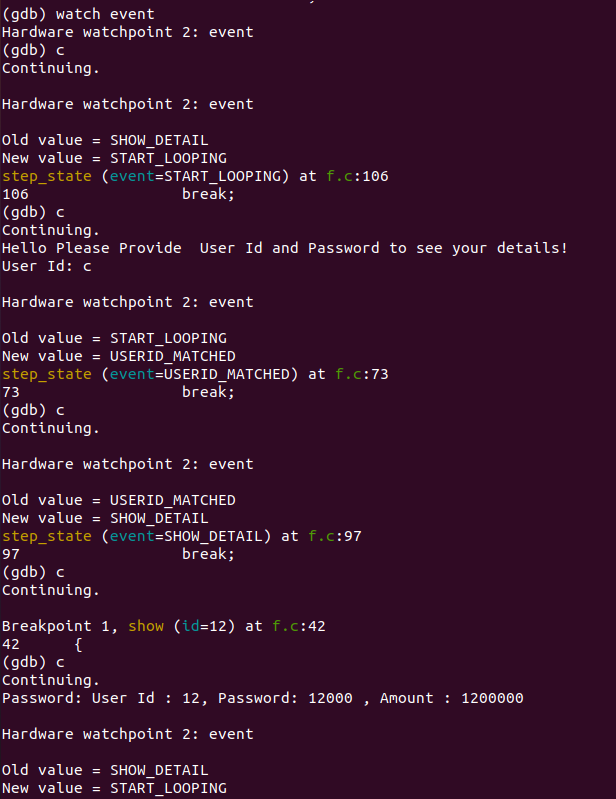 (gdb) watch event
Hardware watchpoint 2: event
(gdb) c
Continuing.

Hardware watchpoint 2: event

Old value = SHOW_DETAIL
New value = START_LOOPING
step_state (event=START_LOOPING) at f.c:106
106                 break;
(gdb) c
Continuing.
Hello Please Provide  User Id and Password to see your details!
User Id: c

Hardware watchpoint 2: event

Old value = START_LOOPING
New value = USERID_MATCHED
step_state (event=USERID_MATCHED) at f.c:73
73                  break;
(gdb) c
Continuing.

Hardware watchpoint 2: event

Old value = USERID_MATCHED
New value = SHOW_DETAIL
step_state (event=SHOW_DETAIL) at f.c:97
97                  break;
(gdb) c
Continuing.

Breakpoint 1, show (id=12) at f.c:42
42      {
(gdb) c
Continuing.
Password: User Id : 12, Password: 12000 , Amount : 1200000

Hardware watchpoint 2: event

Old value = SHOW_DETAIL
New value = START_LOOPING